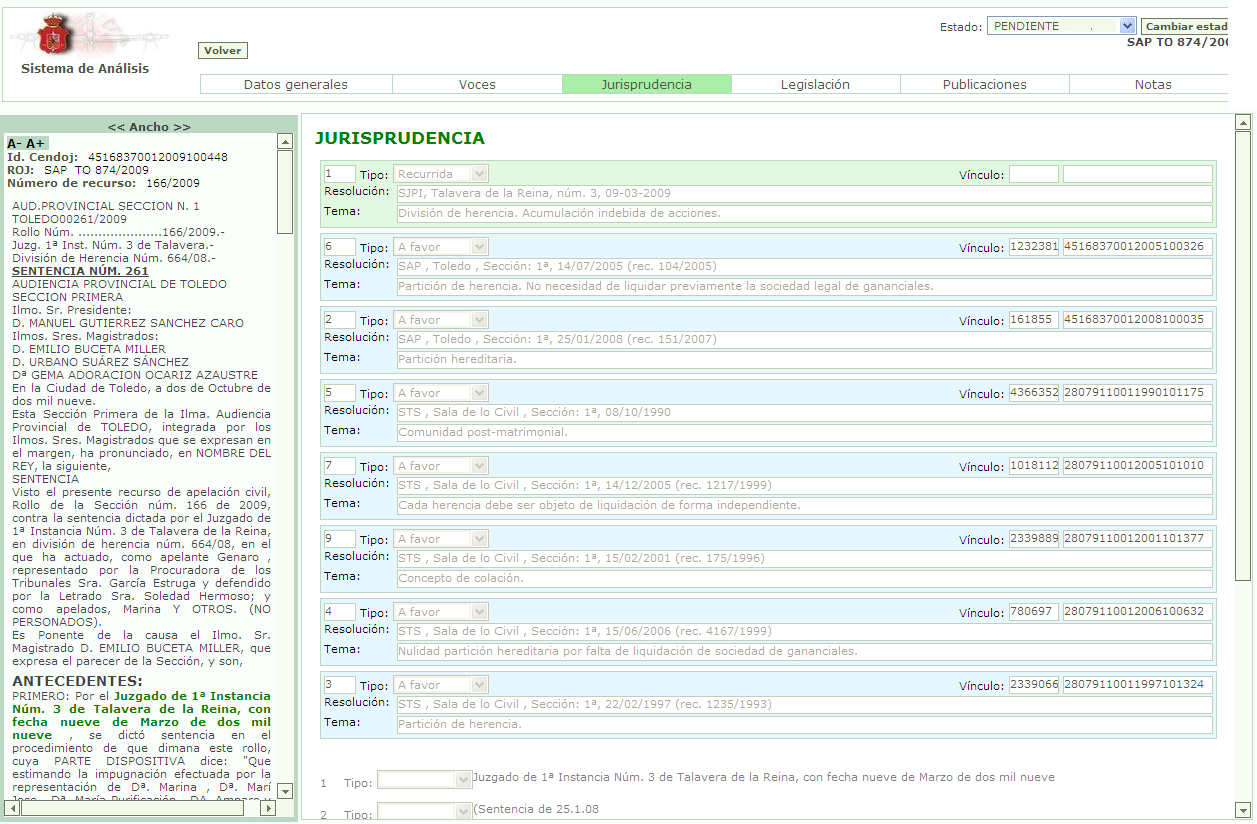 Estado: PENDIENTE Cambiar estad
SAP TO 874/200
Volver
Sistema de Análisis
Datos generales Voces Jurisprudencia Legislación Publicaciones Notas
<< Ancho >>
A- A+
Id. Cendoj: 45168370012009100448
ROJ: SAP TO 874/2009
Número de recurso: 166/2009
AUD.PROVINCIAL SECCION N. 1
TOLEDO00261/2009
Rollo Núm. ......................166/2009.-
Juzg. 1ª Inst. Núm. 3 de Talavera.-
División de Herencia Núm. 664/08.-
SENTENCIA NÚM. 261
AUDIENCIA PROVINCIAL DE TOLEDO
SECCION PRIMERA
Ilmo. Sr. Presidente:
D. MANUEL GUTIERREZ SANCHEZ CARO
Ilmos. Sres. Magistrados:
D. EMILIO BUCETA MILLER
D. URBANO SUÁREZ SÁNCHEZ
Dª GEMA ADORACION OCARIZ AZAUSTRE
En la Ciudad de Toledo, a dos de Octubre de
dos mil nueve.
Esta Sección Primera de la Ilma. Audiencia
Provincial de TOLEDO, integrada por los
Ilmos. Sres. Magistrados que se expresan en
el margen, ha pronunciado, en NOMBRE DEL
REY, la siguiente,
SENTENCIA
Visto el presente recurso de apelación civil,
Rollo de la Sección núm. 166 de 2009,
contra la sentencia dictada por el Juzgado de
1ª Instancia Núm. 3 de Talavera de la Reina,
en división de herencia núm. 664/08, en el
que ha actuado, como apelante Genaro ,
representado por la Procuradora de los
Tribunales Sra. García Estruga y defendido
por la Letrado Sra. Soledad Hermoso; y
como apelados, Marina Y OTROS. (NO
PERSONADOS).
Es Ponente de la causa el Ilmo. Sr.
Magistrado D. EMILIO BUCETA MILLER, que
expresa el parecer de la Sección, y son,
ANTECEDENTES:
PRIMERO: Por el Juzgado de 1ª Instancia
Núm. 3 de Talavera de la Reina, con
fecha nueve de Marzo de dos mil
nueve , se dictó sentencia en el
procedimiento de que dimana este rollo,
cuya PARTE DISPOSITIVA dice: "Que
estimando la impugnación efectuada por la
representación de Dª. Marina , Dª. Marí
Jose , Dª. María Purificación , DA. Amparo y
JURISPRUDENCIA
1 Tipo: Recurrida Vínculo:
Resolución: SJPI, Talavera de la Reina, núm. 3, 09-03-2009
Tema: División de herencia. Acumulación indebida de acciones.
6 Tipo: A favor Vínculo: 1232381 45168370012005100326
Resolución: SAP , Toledo , Sección: 1ª, 14/07/2005 (rec. 104/2005)
Tema: Partición de herencia. No necesidad de liquidar previamente la sociedad legal de gananciales.
2 Tipo: A favor Vínculo: 161855 45168370012008100035
Resolución: SAP , Toledo , Sección: 1ª, 25/01/2008 (rec. 151/2007)
Tema: Partición hereditaria.
5 Tipo: A favor Vínculo: 4366352 28079110011990101175
Resolución: STS , Sala de lo Civil , Sección: 1ª, 08/10/1990
Tema: Comunidad post-matrimonial.
7 Tipo: A favor Vínculo: 1018112 28079110012005101010
Resolución: STS , Sala de lo Civil , Sección: 1ª, 14/12/2005 (rec. 1217/1999)
Tema: Cada herencia debe ser objeto de liquidación de forma independiente.
9 Tipo: A favor Vínculo: 2339889 28079110012001101377
Resolución: STS , Sala de lo Civil , Sección: 1ª, 15/02/2001 (rec. 175/1996)
Tema: Concepto de colación.
4 Tipo: A favor Vínculo: 780697 28079110012006100632
Resolución: STS , Sala de lo Civil , Sección: 1ª, 15/06/2006 (rec. 4167/1999)
Tema: Nulidad partición hereditaria por falta de liquidación de sociedad de gananciales.
3 Tipo: A favor Vínculo: 2339066 28079110011997101324
Resolución: STS , Sala de lo Civil , Sección: 1ª, 22/02/1997 (rec. 1235/1993)
Tema: Partición de herencia.
1 Tipo: Juzgado de 1ª Instancia Núm. 3 de Talavera de la Reina, con fecha nueve de Marzo de dos mil nueve
2 Tipo: (Sentencia de 25.1.08